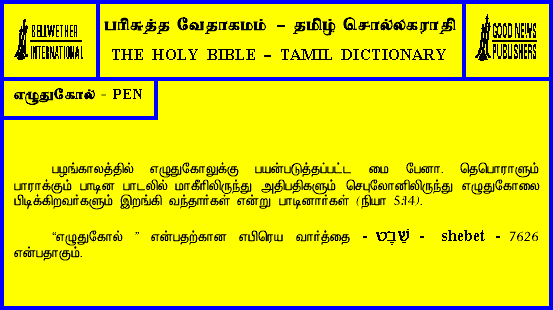 BELLWETHER
INTERNATIONAL
பரிசுத்த வேதாகமம் – தமிழ் சொல்லகராதி
THE HOLY BIBLE – TAMIL DICTIONARY
GOOD NEWS
PUBLISHERS
எழுதுகோல் - PEN
பழங்காலத்தில் எழுதுகோலுக்கு பயன்படுத்தப்பட்ட மை பேனா. தெபொராளும்
பாராக்கும் பாடின பாடலில் மாகீரிலிருந்து அதிபதிகளும் செபுலோனிலிருந்து எழுதுகோலை
பிடிக்கிறவர்களும் இறங்கி வந்தார்கள் என்று பாடினார்கள் (நியா 5:14).
“எழுதுகோல் ” என்பதற்கான எபிரெய வார்த்தை - שֵׁבֶט - shebet - 7626
என்பதாகும்.